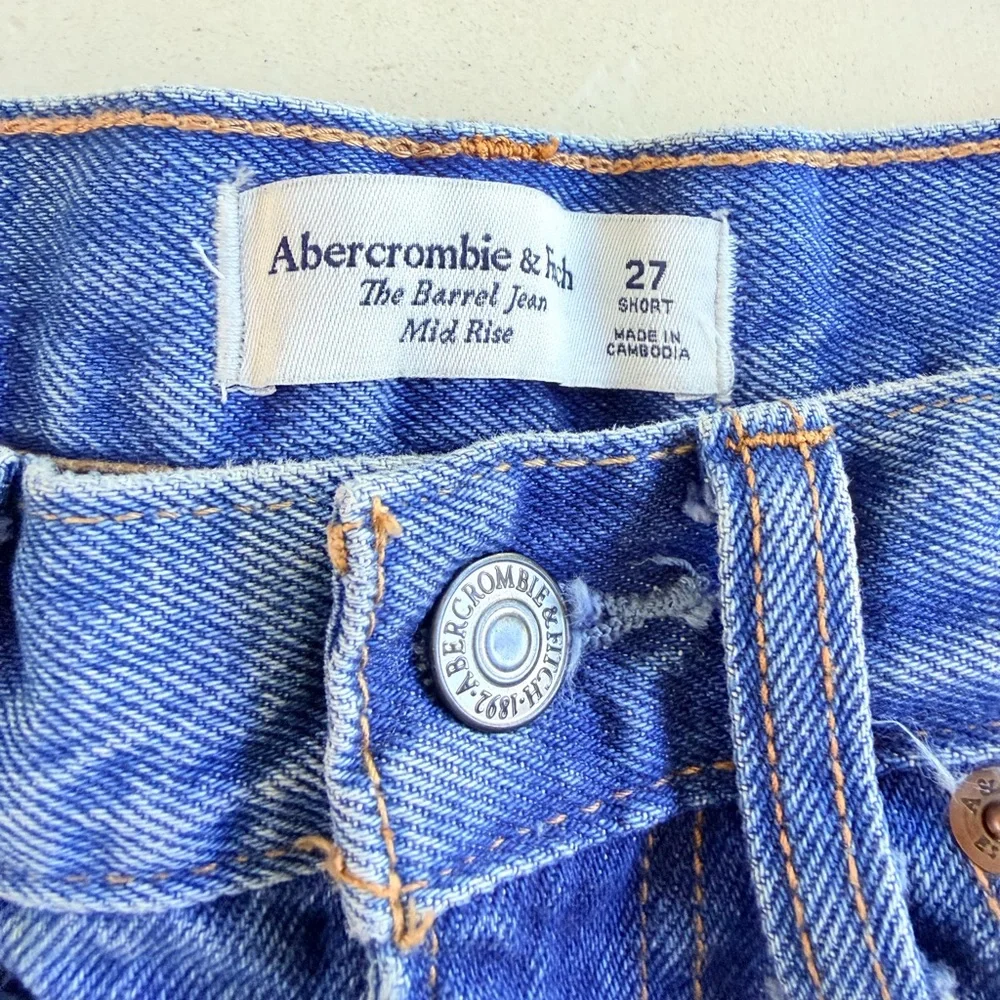 Abercrombie & Fitch
The Barrel Jean
Mid Rise
27
SHORT
MADE IN
CAMBODIA
ABERCROMBIE & FITCH · 1892 ·
A &